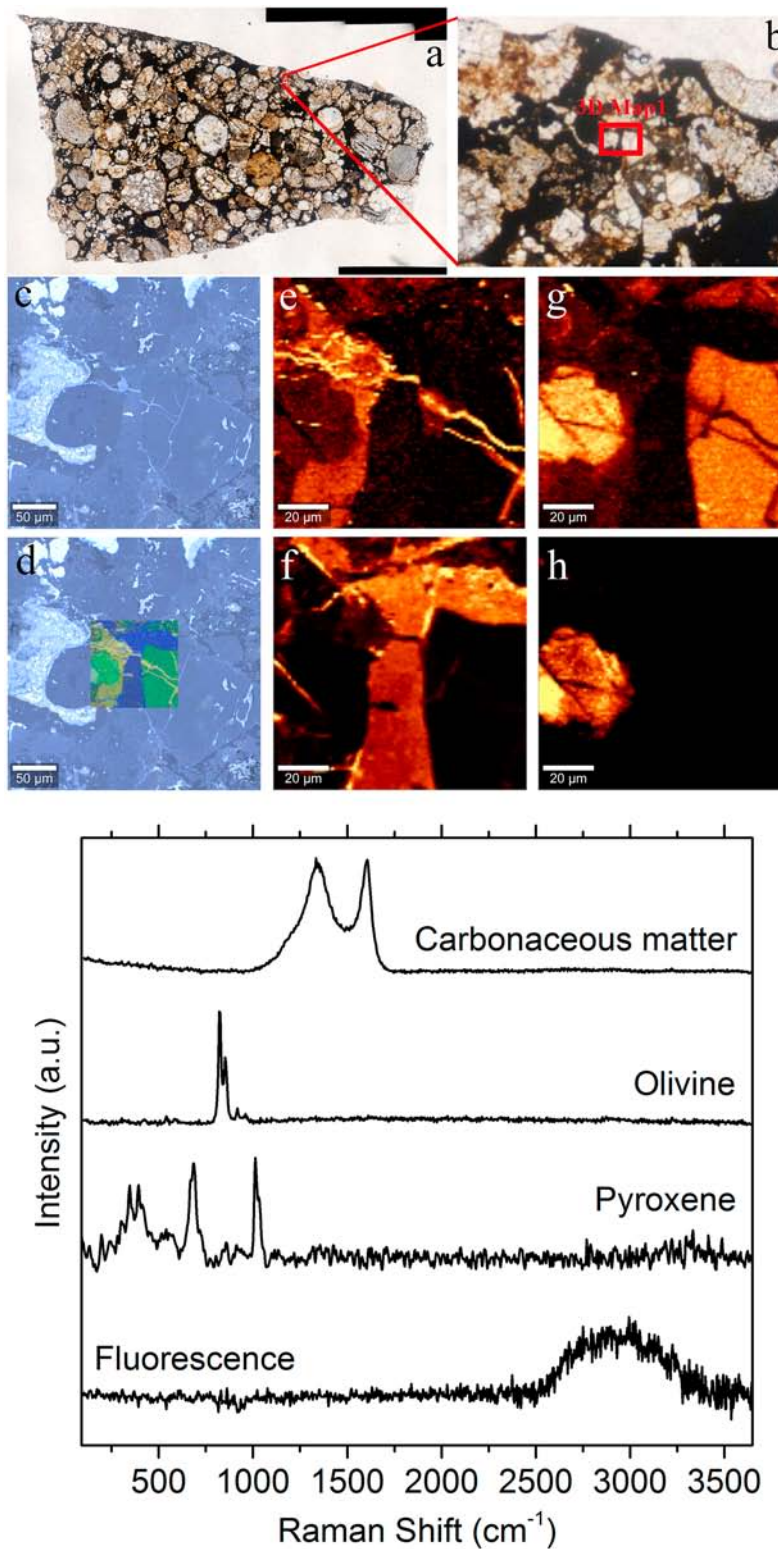 a
b
3D Map1
c
e
g
50 µm
20 µm
20 µm
d
f
h
50 µm
20 µm
20 µm
Carbonaceous matter
Olivine
Pyroxene
Fluorescence
Intensity (a.u.)
500 1000 1500 2000 2500 3000 3500
Raman Shift (cm⁻¹)